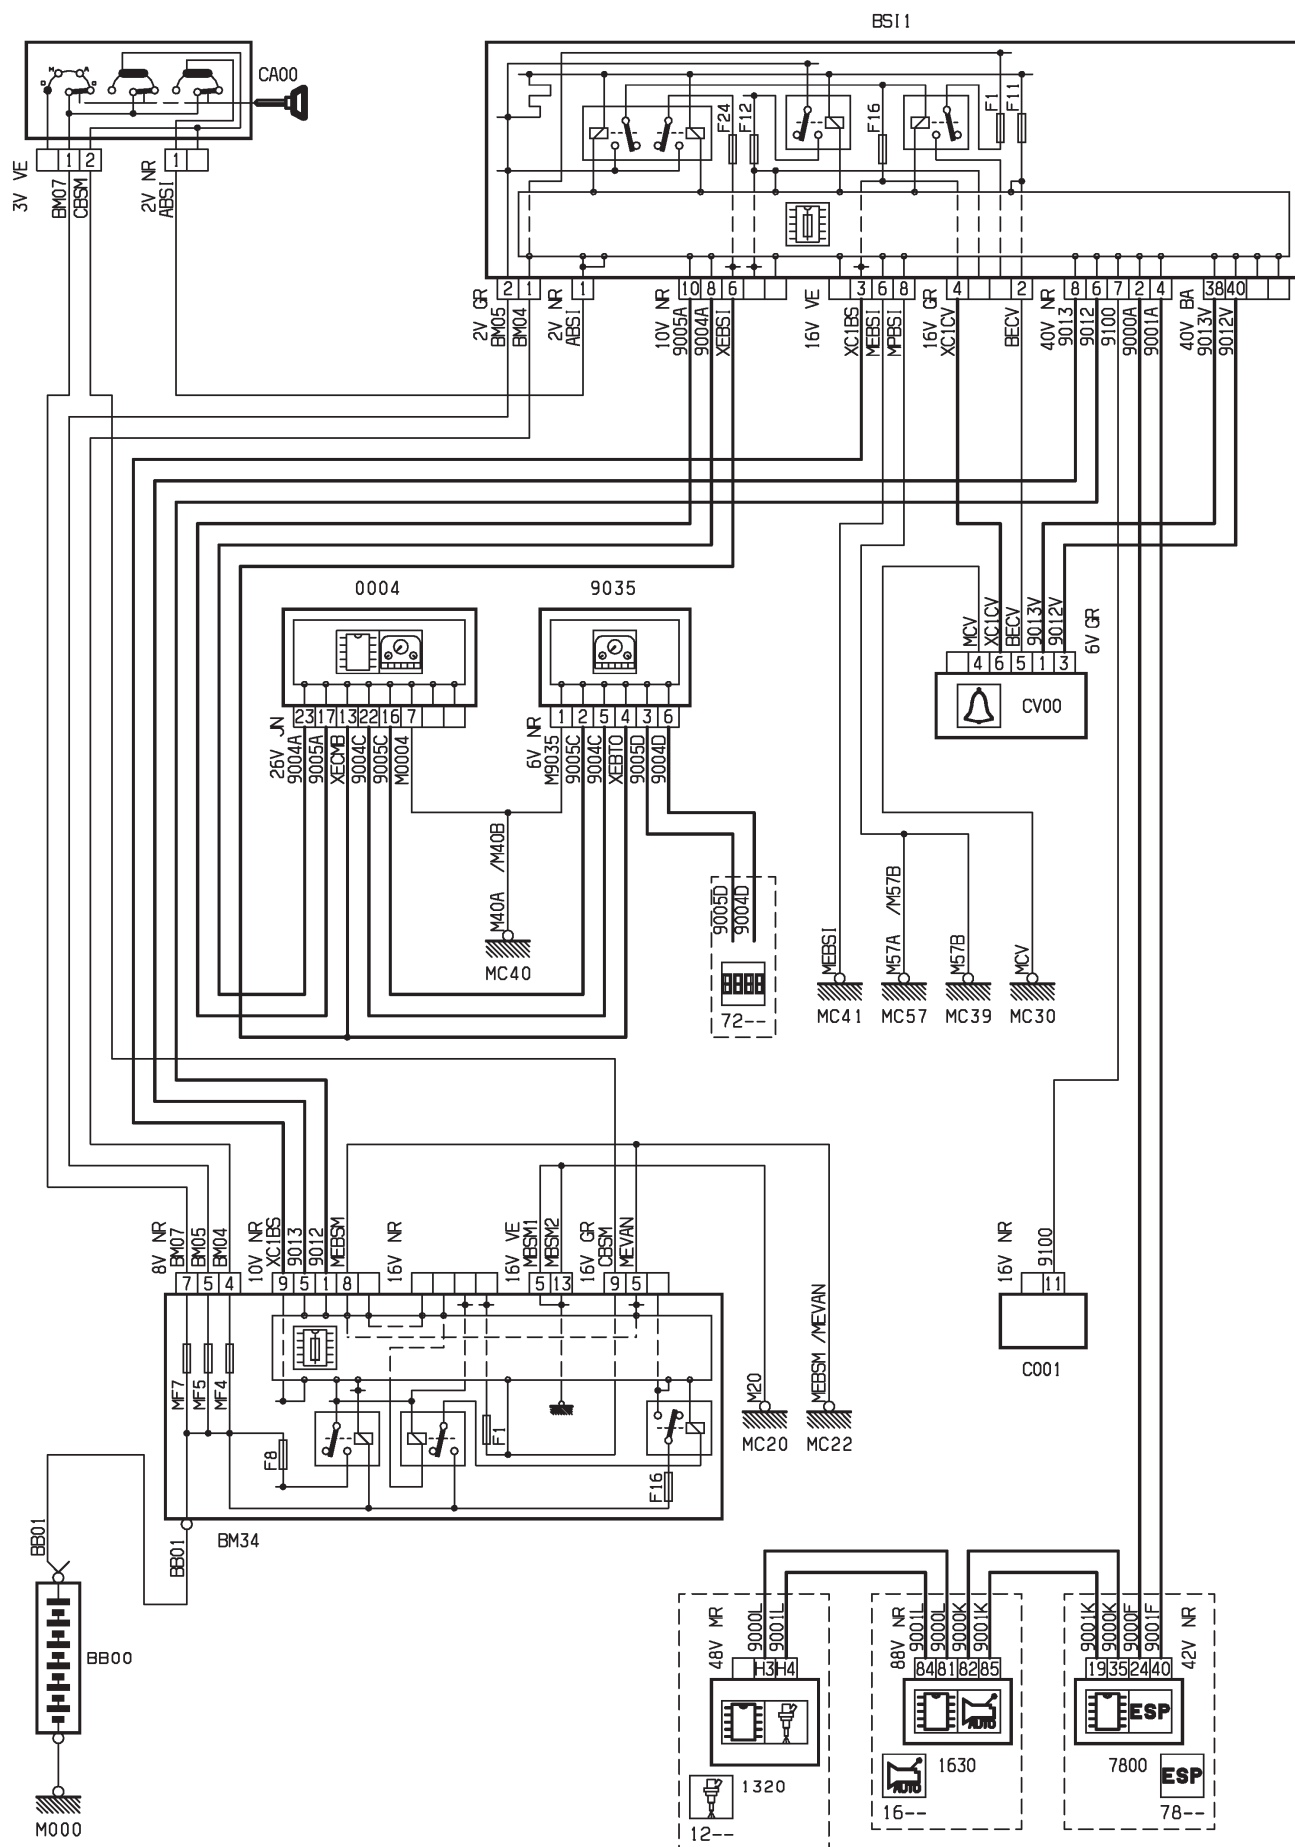 BSI1
H A
D D
CA00
F24
F12
F16
F1
F11
3V VE
1 2
BM07
CBSM
2V NR
1
ABSI
2V GR
2 1
BM05
BM04
2V NR
1
ABSI
10V NR
10 8 6
9005A
9004A
XEBSI
16V VE
3 6 8
XC1BS
MEBSI
MPBSI
16V GR
4 2
XC1CV
BECV
40V NR
8 6 7 2 4
9013
9012
9100
9000A
9001A
40V BA
38 40
9013V
9012V
0004
9035
26V JN
23 17 13 22 16 7
9004A
9005A
XECMB
9004C
9005C
M0004
6V NR
1 2 5 4 3 6
M9035
9005C
9004C
XEBTO
9005D
9004D
MCV
XC1CV
BECV
9013V
9012V
6V GR
4 6 5 1 3
CV00
M40A /M40B
MC40
9005D
9004D
72--
MEBSI
M57A /M57B
M57B
MCV
MC41
MC57
MC39
MC30
8V NR
BM07
BM05
BM04
7 5 4
10V NR
XC1BS
9013
9012
MEBSM
9 5 1 8
16V NR
16V VE
MBSM1
MBSM2
5 13
16V GR
CBSM
MEVAN
9 5
16V NR
9100
11
C001
MF7
MF5
MF4
F8
F1
F16
M20
MEBSM /MEVAN
MC20
MC22
BM34
BB01
BB01
BB00
M000
48V MR
9000L
9001L
H3 H4
1320
12--
88V NR
9001L
9000L
9000K
9001K
84 81 82 85
AUTO
1630
AUTO
16--
9001K
9000K
9000F
9001F
42V NR
19 35 24 40
ESP
7800
ESP
78--